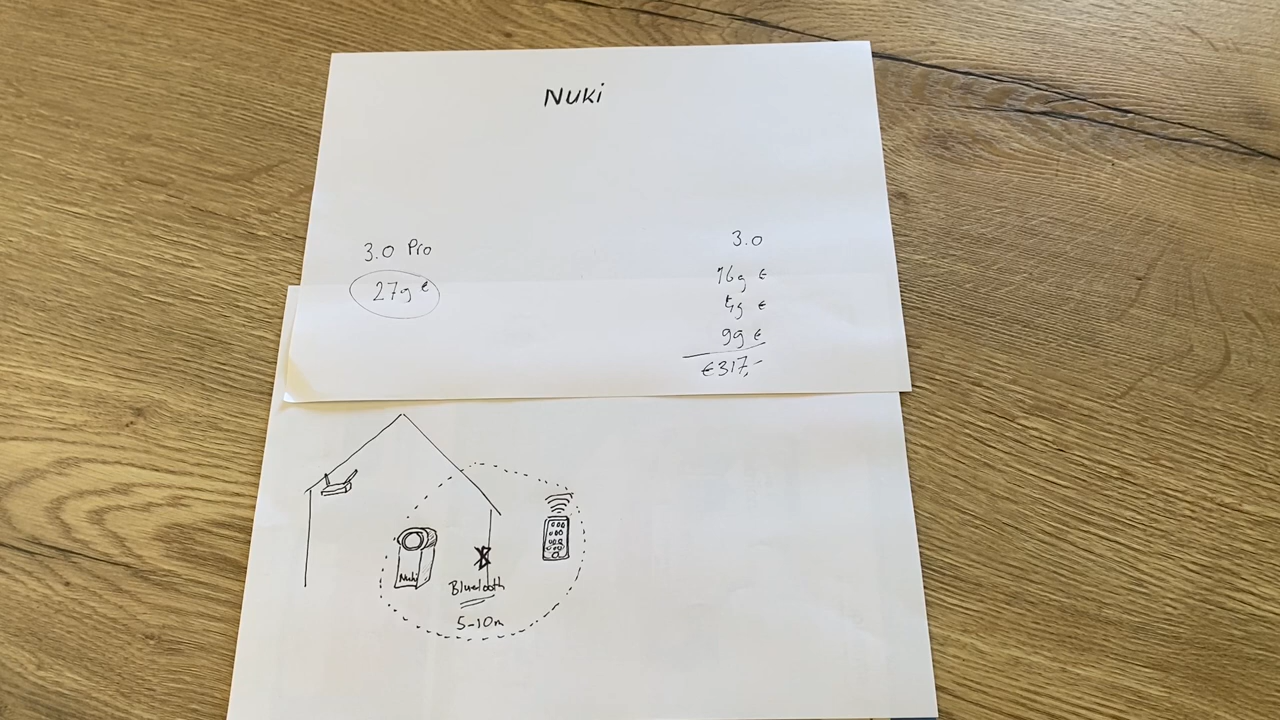 Nuki
3.0 Pro
279 €
3.0
169 €
49 €
99 €
€317,-
Nuki
Bluetooth
5-10m